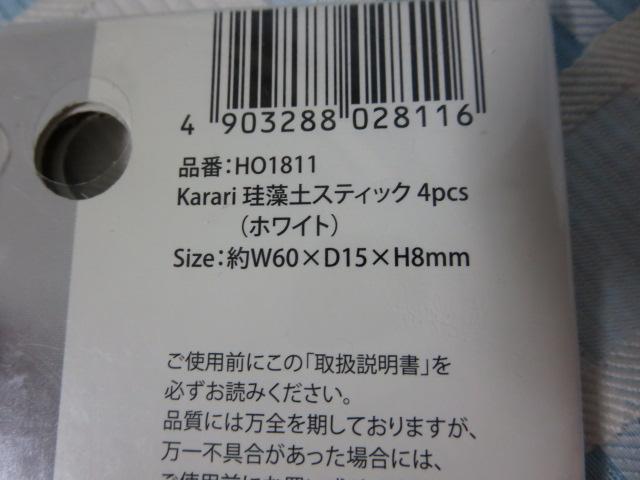 4 903288 028116
品番:HO1811
Karari 珪藻土スティック 4pcs
(ホワイト)
Size:約W60×D15×H8mm
ご使用前にこの「取扱説明書」を
必ずお読みください。
品質には万全を期しておりますが、
万一不具合があった場合には、